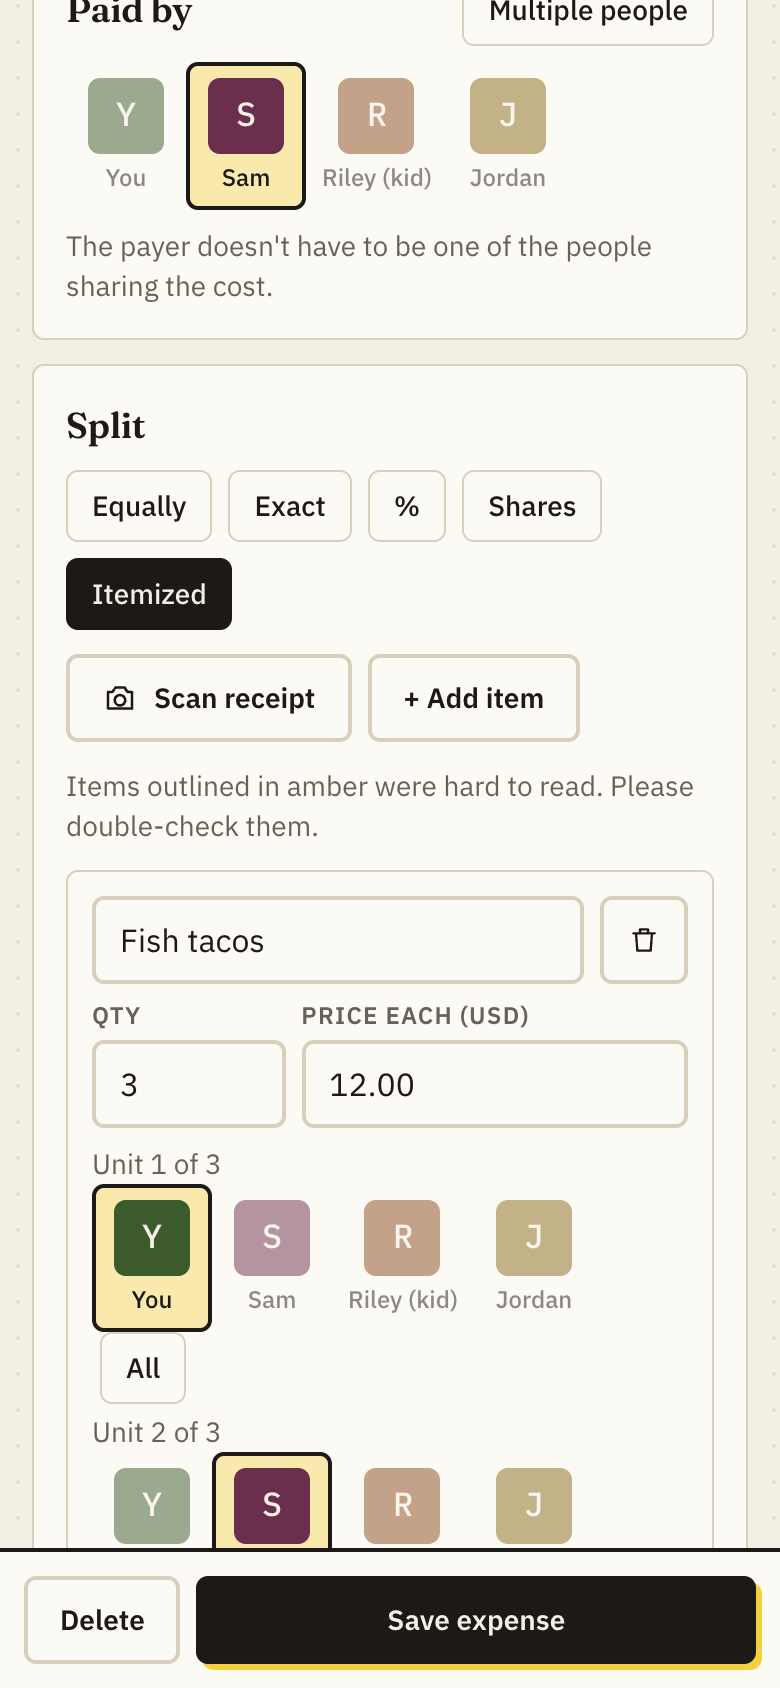 Paid by
Multiple people
Y S R J
You Sam Riley (kid) Jordan
The payer doesn't have to be one of the people
sharing the cost.
Split
Equally Exact % Shares
Itemized
Scan receipt + Add item
Items outlined in amber were hard to read. Please
double-check them.
Fish tacos
QTY PRICE EACH (USD)
3 12.00
Unit 1 of 3
Y S R J
You Sam Riley (kid) Jordan
All
Unit 2 of 3
Y S R J
Delete Save expense